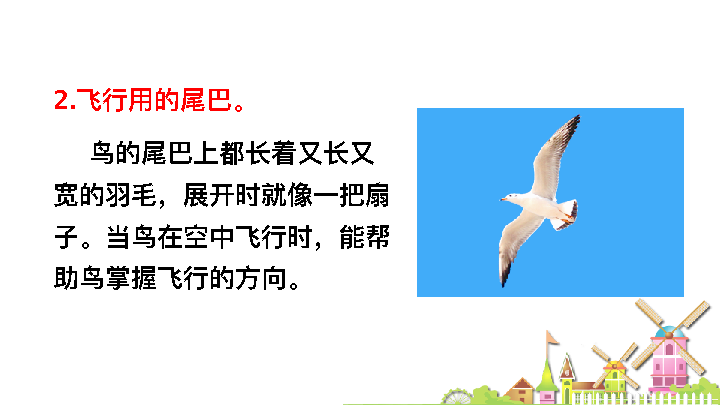 2.飞行用的尾巴。
鸟的尾巴上都长着又长又
宽的羽毛，展开时就像一把扇
子。当鸟在空中飞行时，能帮
助鸟掌握飞行的方向。